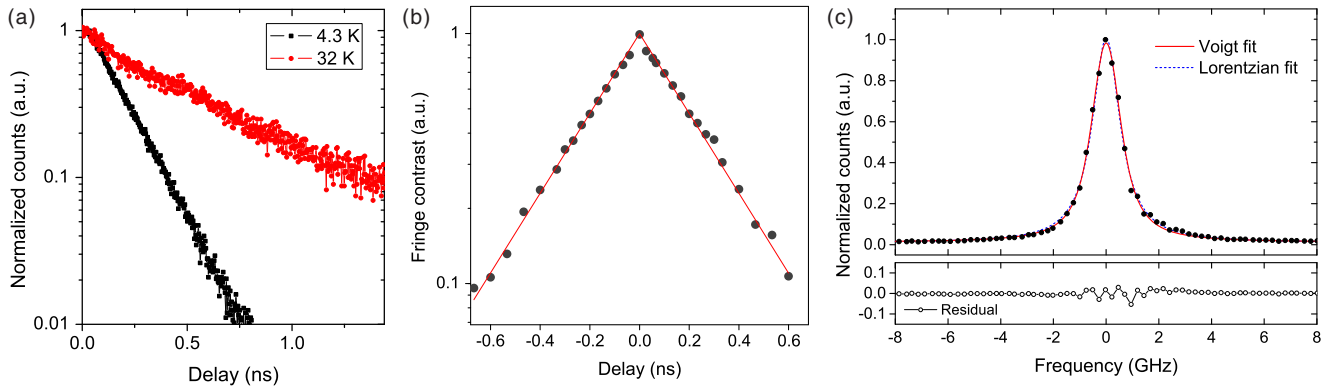 (a)
1
0.1
0.01
Normalized counts (a.u.)
4.3 K
32 K
0.0
0.5
1.0
Delay (ns)
(b)
1
0.1
Fringe contrast (a.u.)
-0.6
-0.4
-0.2
0.0
0.2
0.4
0.6
Delay (ns)
(c)
1.0
0.8
0.6
0.4
0.2
0.0
Normalized counts (a.u.)
Voigt fit
Lorentzian fit
0.1
0.0
-0.1
Residual
-8
-6
-4
-2
0
2
4
6
8
Frequency (GHz)